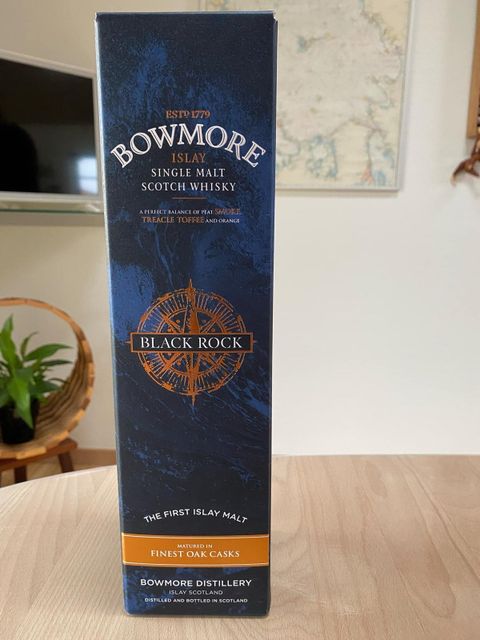 ESTD 1779
BOWMORE
ISLAY
SINGLE MALT
SCOTCH WHISKY
A PERFECT BALANCE OF PEAT SMOKE
TREACLE TOFFEE AND ORANGE
BLACK ROCK
THE FIRST ISLAY MALT
MATURED IN
FINEST OAK CASKS
BOWMORE DISTILLERY
ISLAY SCOTLAND
DISTILLED AND BOTTLED IN SCOTLAND